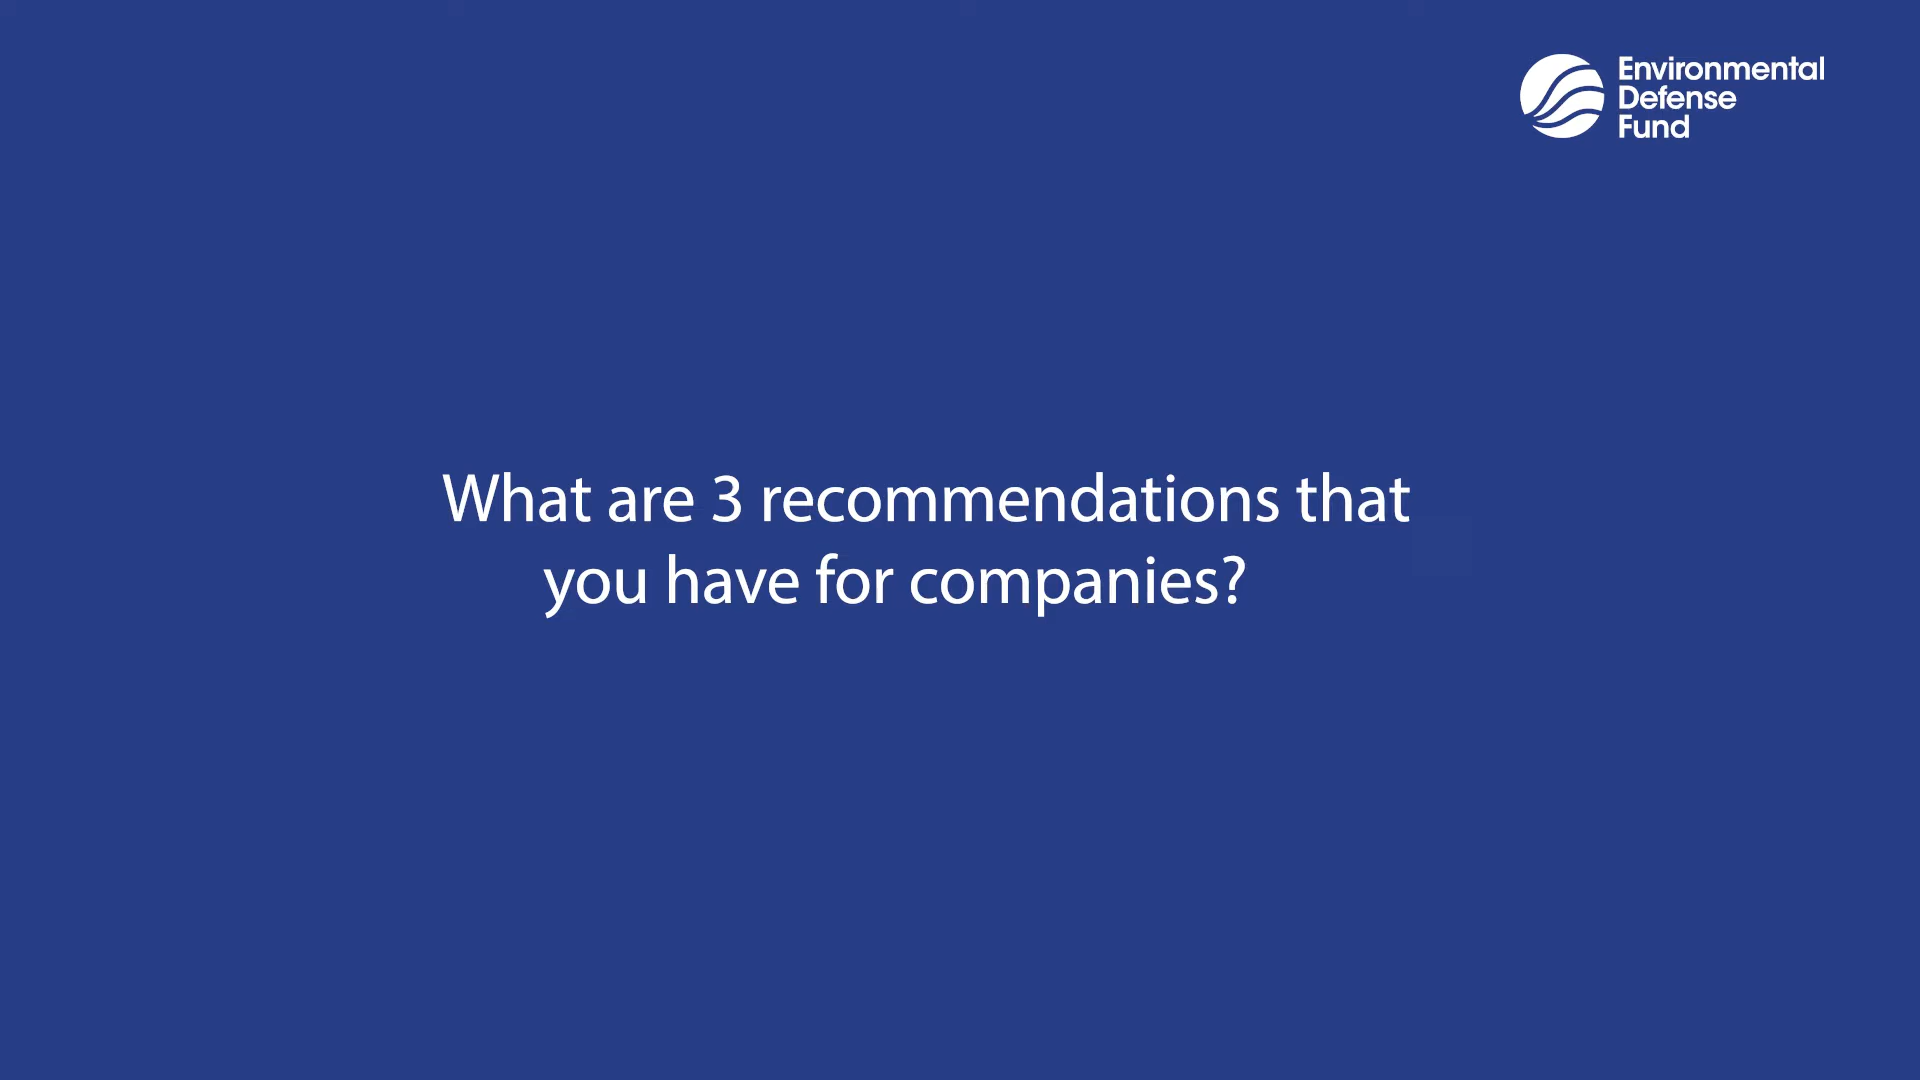 Environmental
Defense
Fund
What are 3 recommendations that
you have for companies?